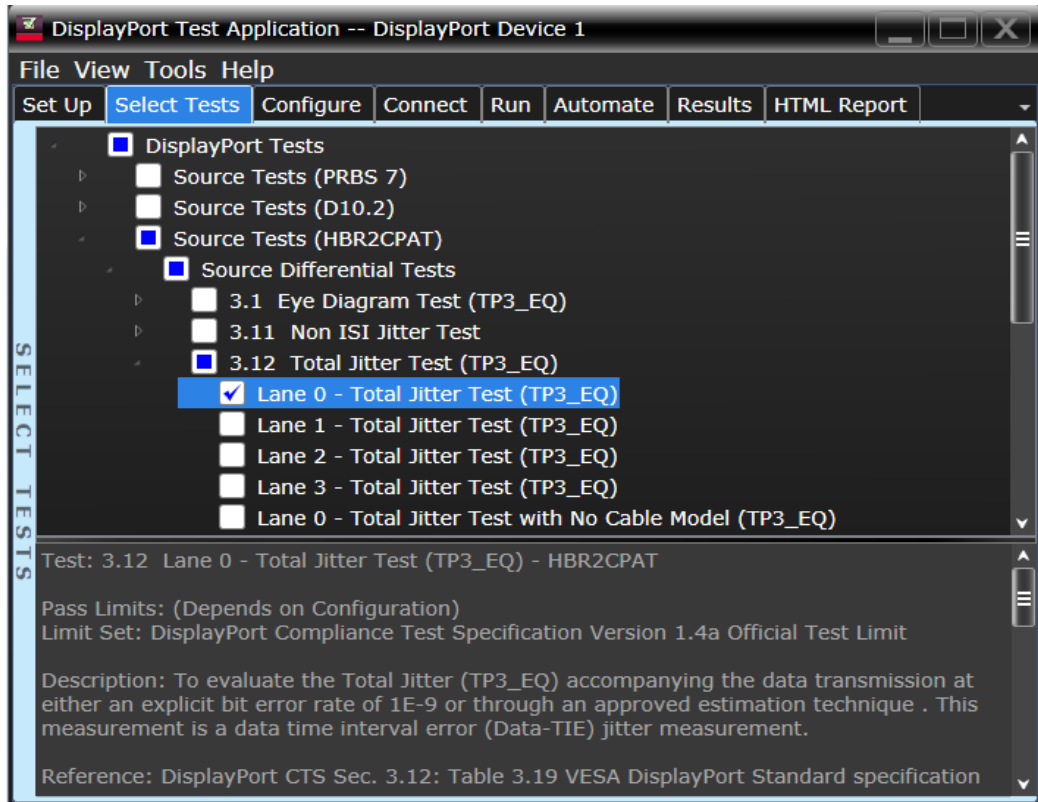 DisplayPort Test Application -- DisplayPort Device 1
File View Tools Help
Set Up Select Tests Configure Connect Run Automate Results HTML Report
SELECT TESTS
DisplayPort Tests
Source Tests (PRBS 7)
Source Tests (D10.2)
Source Tests (HBR2CPAT)
Source Differential Tests
3.1 Eye Diagram Test (TP3_EQ)
3.11 Non ISI Jitter Test
3.12 Total Jitter Test (TP3_EQ)
Lane 0 - Total Jitter Test (TP3_EQ)
Lane 1 - Total Jitter Test (TP3_EQ)
Lane 2 - Total Jitter Test (TP3_EQ)
Lane 3 - Total Jitter Test (TP3_EQ)
Lane 0 - Total Jitter Test with No Cable Model (TP3_EQ)
Test: 3.12 Lane 0 - Total Jitter Test (TP3_EQ) - HBR2CPAT
Pass Limits: (Depends on Configuration)
Limit Set: DisplayPort Compliance Test Specification Version 1.4a Official Test Limit
Description: To evaluate the Total Jitter (TP3_EQ) accompanying the data transmission at
either an explicit bit error rate of 1E-9 or through an approved estimation technique . This
measurement is a data time interval error (Data-TIE) jitter measurement.
Reference: DisplayPort CTS Sec. 3.12: Table 3.19 VESA DisplayPort Standard specification